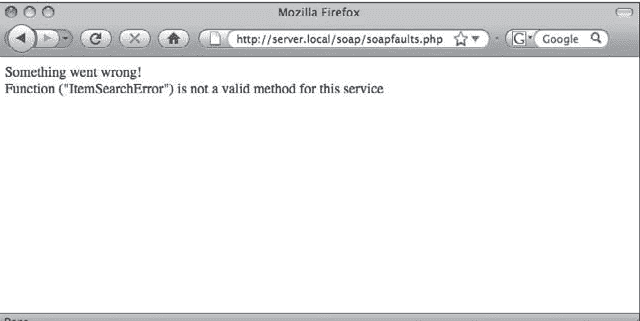 Mozilla Firefox
http://server.local/soap/soapfaults.php
G
Google
Something went wrong!
Function ("ItemSearchError") is not a valid method for this service